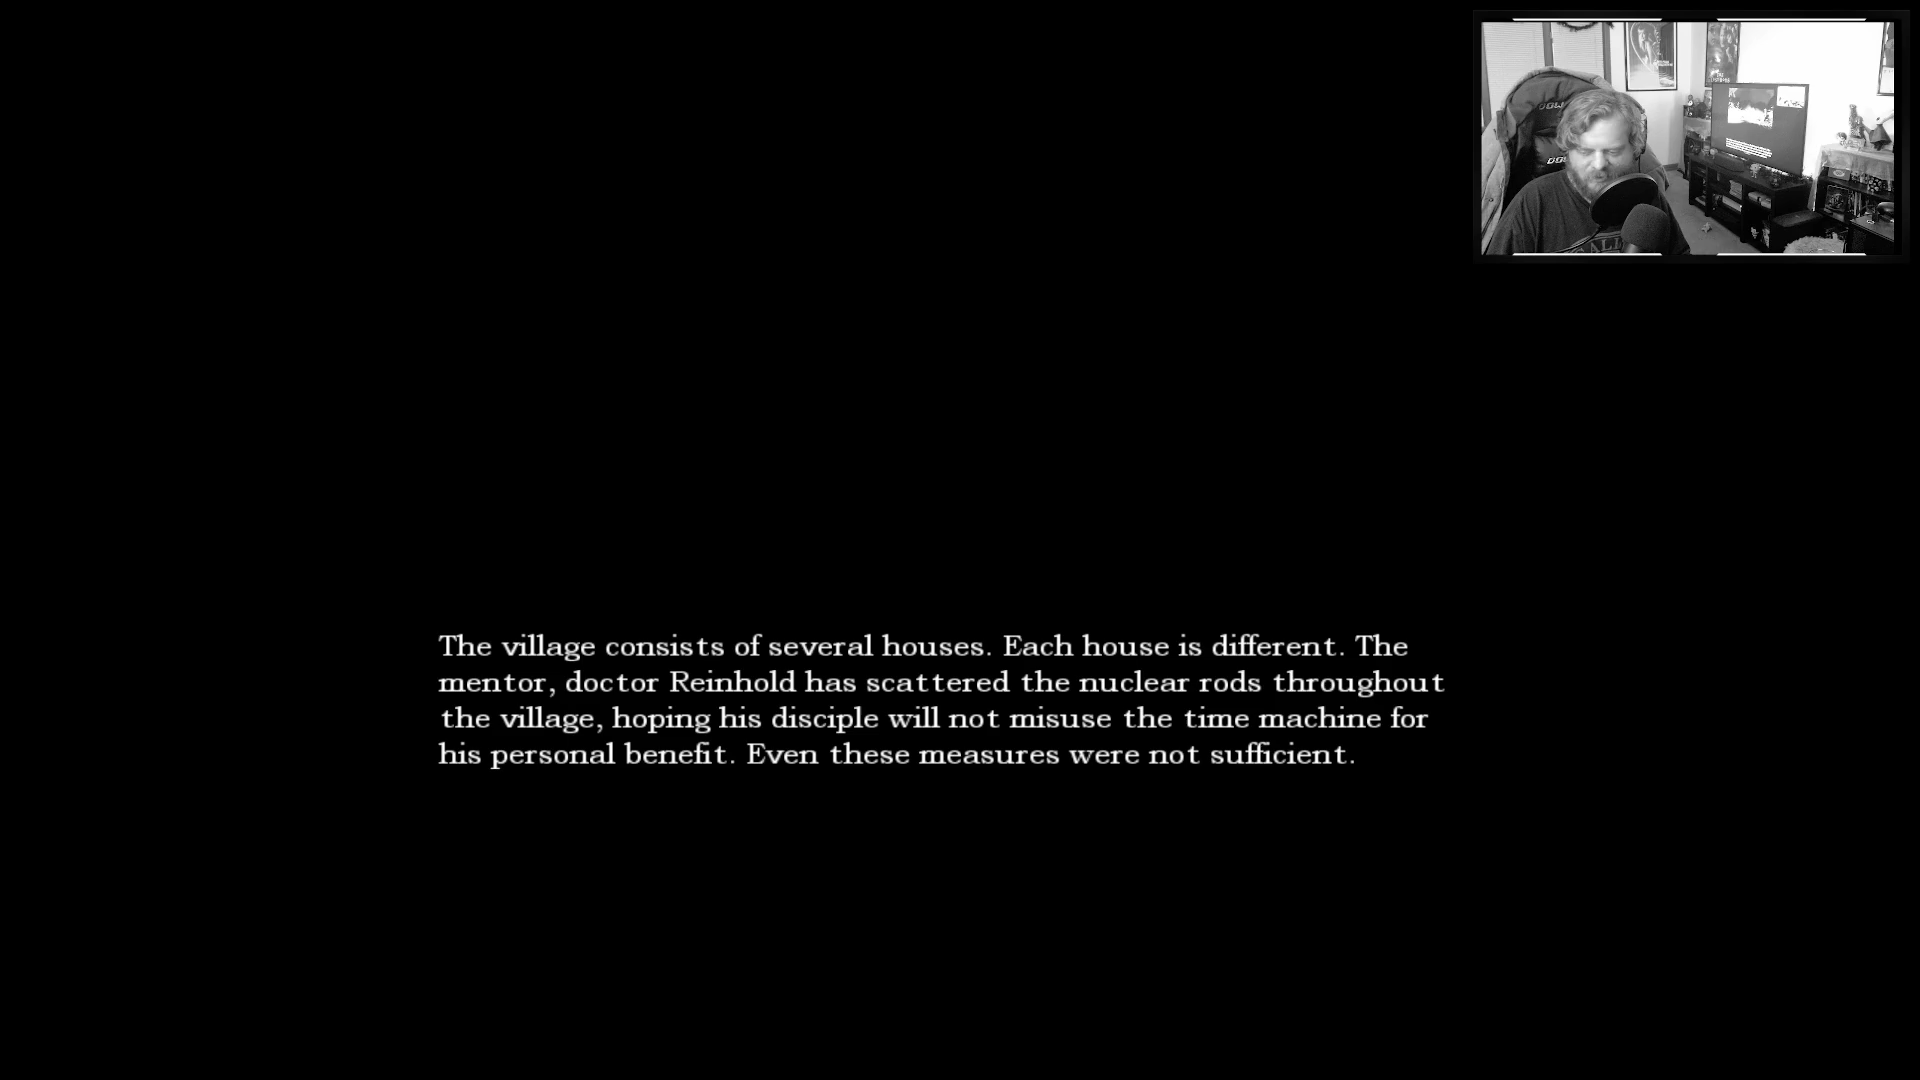 The village consists of several houses. Each house is different. The
mentor, doctor Reinhold has scattered the nuclear rods throughout
the village, hoping his disciple will not misuse the time machine for
his personal benefit. Even these measures were not sufficient.